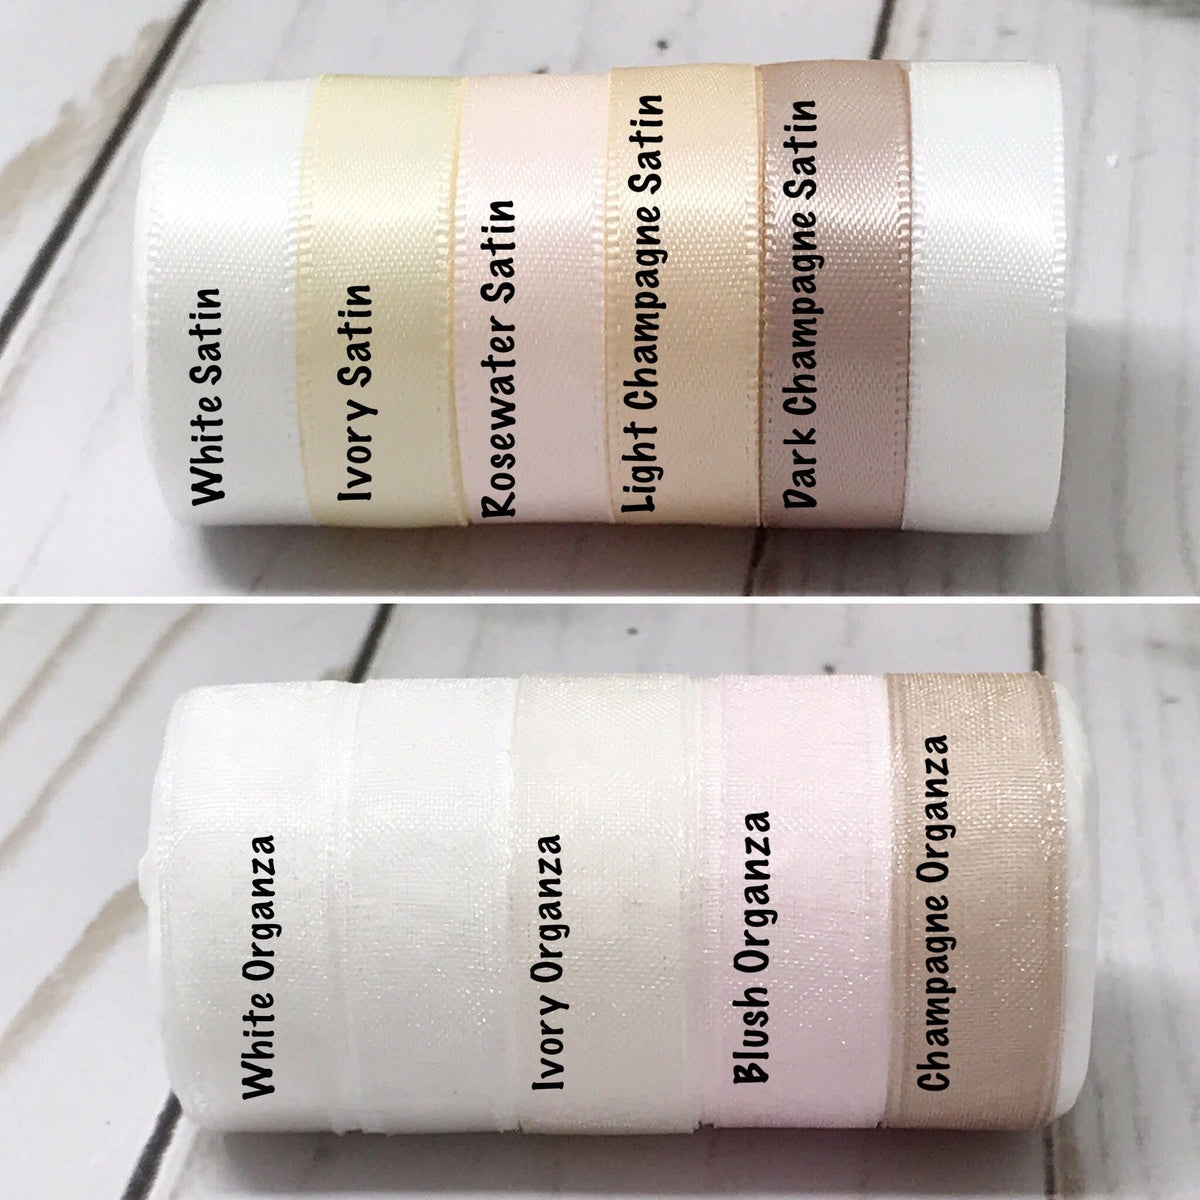 White Satin
Ivory Satin
Rosewater Satin
Light Champagne Satin
Dark Champagne Satin
White Organza
Ivory Organza
Blush Organza
Champagne Organza